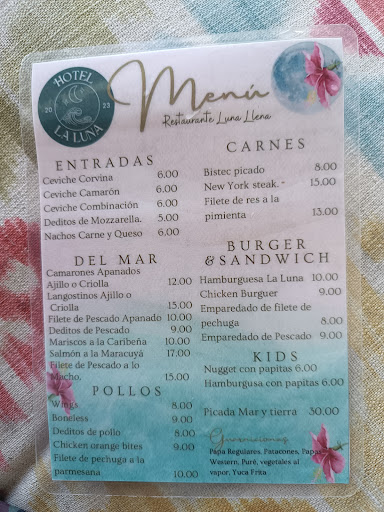 HOTEL
20 23
LA LUNA
Menú
Restaurante Luna Llena
ENTRADAS
Ceviche Corvina 6.00
Ceviche Camarón 6.00
Ceviche Combinación 6.00
Deditos de Mozzarella. 5.00
Nachos Carne y Queso 6.00
DEL MAR
Camarones Apanados
Ajillo o Criolla 12.00
Langostinos Ajillo o
Criolla 15.00
Filete de Pescado Apanado 10.00
Deditos de Pescado 9.00
Mariscos a la Caribeña 10.00
Salmón a la Maracuyá 17.00
Filete de Pescado a lo
Macho. 15.00
POLLOS
Wings 8.00
Boneless 9.00
Deditos de pollo 8.00
Chicken orange bites 9.00
Filete de pechuga a la
parmesana 10.00
CARNES
Bistec picado 8.00
New York steak. - 15.00
Filete de res a la
pimienta 13.00
BURGER
& SANDWICH
Hamburguesa La Luna 10.00
Chicken Burguer 9.00
Emparedado de filete de
pechuga 8.00
Emparedado de Pescado 9.00
KIDS
Nugget con papitas 6.00
Hamburgusa con papitas 6.00
Picada Mar y tierra 30.00
Guarniciones
Papa Regulares, Patacones, Papas
Western, Puré, vegetales al
vapor, Yuca Frita